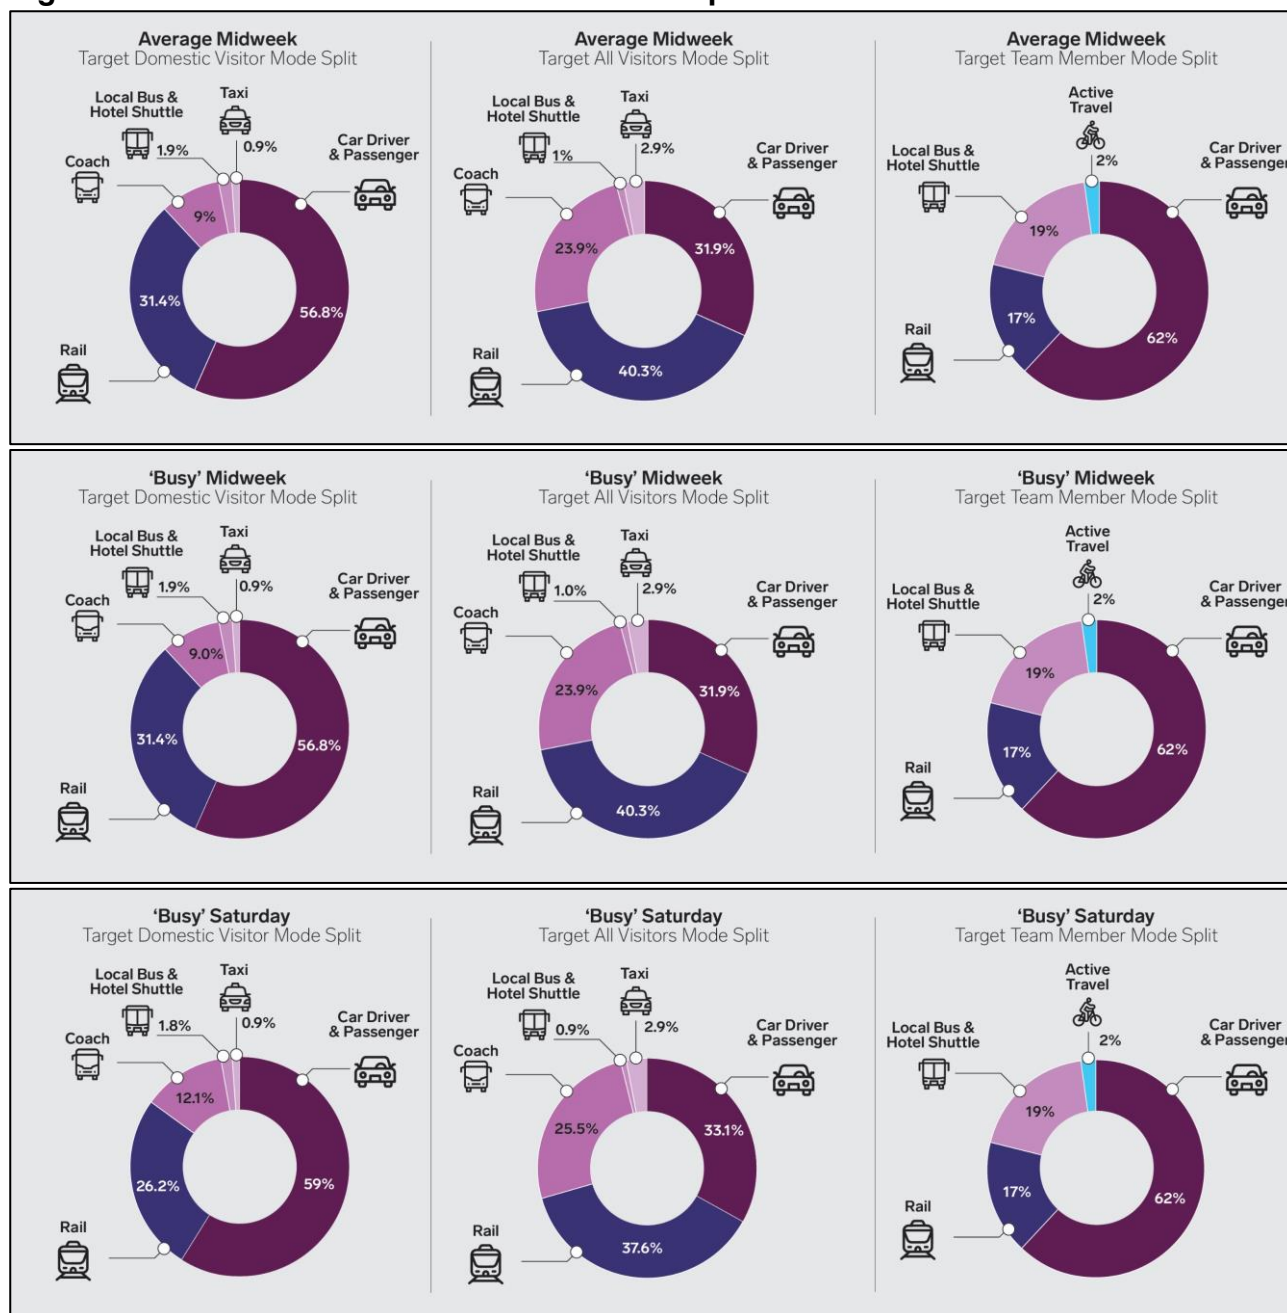 Average Midweek
Target Domestic Visitor Mode Split
Local Bus &
Hotel Shuttle
Taxi
1.9%
0.9%
Car Driver
& Passenger
Coach
9%
31.4%
56.8%
Rail
Average Midweek
Target All Visitors Mode Split
Local Bus &
Hotel Shuttle
Taxi
1%
2.9%
Car Driver
& Passenger
Coach
23.9%
31.9%
40.3%
Rail
Average Midweek
Target Team Member Mode Split
Active
Travel
2%
Local Bus &
Hotel Shuttle
Car Driver
& Passenger
19%
17%
62%
Rail
‘Busy’ Midweek
Target Domestic Visitor Mode Split
Local Bus &
Hotel Shuttle
Taxi
1.9%
0.9%
Car Driver
& Passenger
Coach
9.0%
31.4%
56.8%
Rail
‘Busy’ Midweek
Target All Visitors Mode Split
Local Bus &
Hotel Shuttle
Taxi
1.0%
2.9%
Car Driver
& Passenger
Coach
23.9%
31.9%
40.3%
Rail
‘Busy’ Midweek
Target Team Member Mode Split
Active
Travel
2%
Local Bus &
Hotel Shuttle
Car Driver
& Passenger
19%
17%
62%
Rail
‘Busy’ Saturday
Target Domestic Visitor Mode Split
Local Bus &
Hotel Shuttle
Taxi
1.8%
0.9%
Car Driver
& Passenger
Coach
12.1%
26.2%
59%
Rail
‘Busy’ Saturday
Target All Visitors Mode Split
Local Bus &
Hotel Shuttle
Taxi
0.9%
2.9%
Car Driver
& Passenger
Coach
25.5%
33.1%
37.6%
Rail
‘Busy’ Saturday
Target Team Member Mode Split
Active
Travel
2%
Local Bus &
Hotel Shuttle
Car Driver
& Passenger
19%
17%
62%
Rail